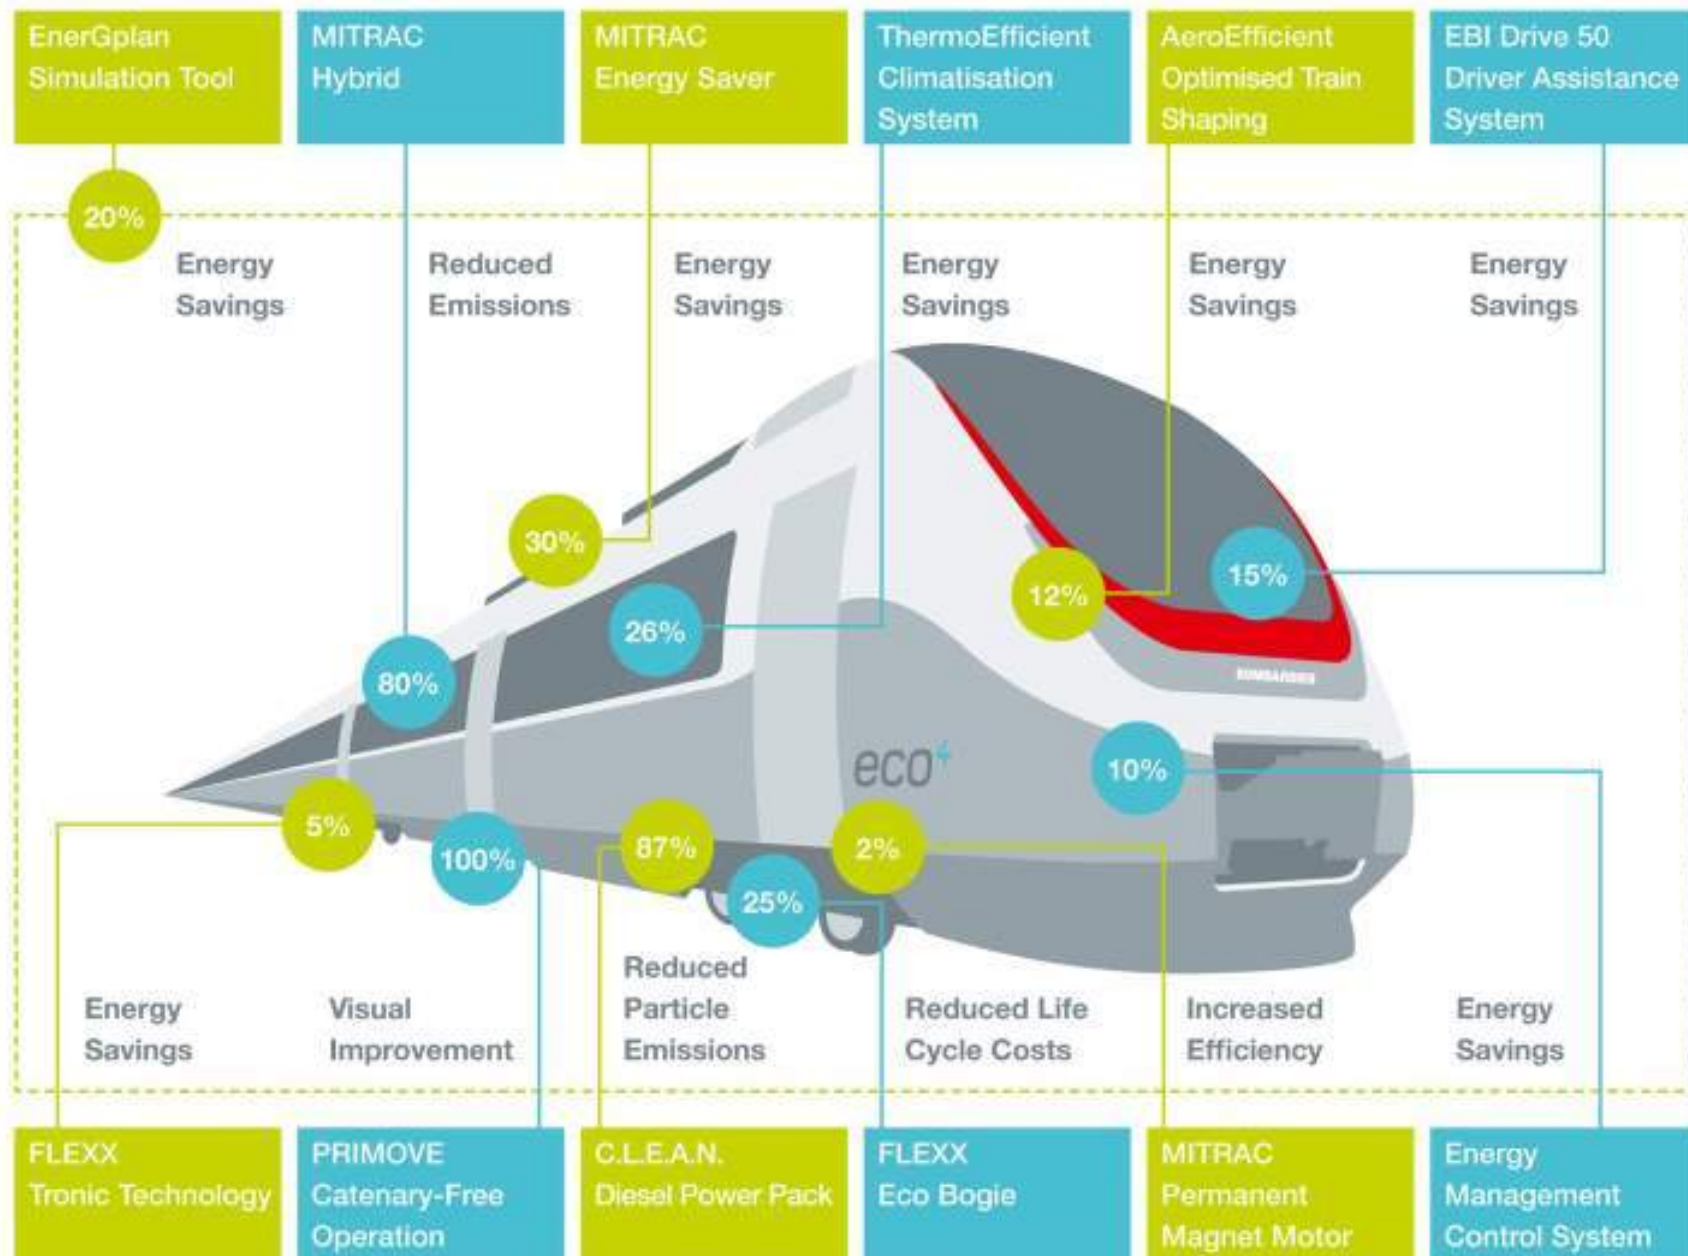 EnerGplan
Simulation Tool
MITRAC
Hybrid
MITRAC
Energy Saver
ThermoEfficient
Climatisation
System
AeroEfficient
Optimised Train
Shaping
EBI Drive 50
Driver Assistance
System
20%
Energy
Savings
Reduced
Emissions
Energy
Savings
Energy
Savings
Energy
Savings
Energy
Savings
30%
15%
12%
26%
80%
BOMBARDIER
eco4
10%
5%
100%
87%
2%
25%
Energy
Savings
Visual
Improvement
Reduced
Particle
Emissions
Reduced Life
Cycle Costs
Increased
Efficiency
Energy
Savings
FLEXX
Tronic Technology
PRIMOVE
Catenary-Free
Operation
C.L.E.A.N.
Diesel Power Pack
FLEXX
Eco Bogie
MITRAC
Permanent
Magnet Motor
Energy
Management
Control System